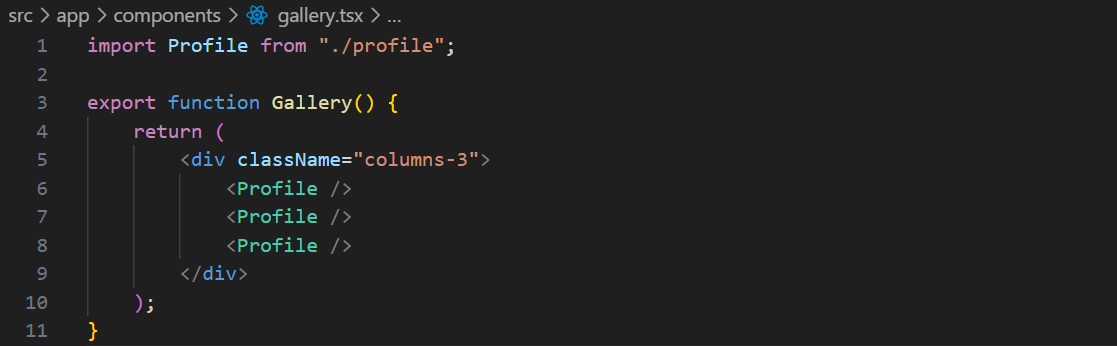 src > app > components > gallery.tsx > ...
1 import Profile from "./profile";
2
3 export function Gallery() {
4     return (
5         <div className="columns-3">
6             <Profile />
7             <Profile />
8             <Profile />
9         </div>
10     );
11 }